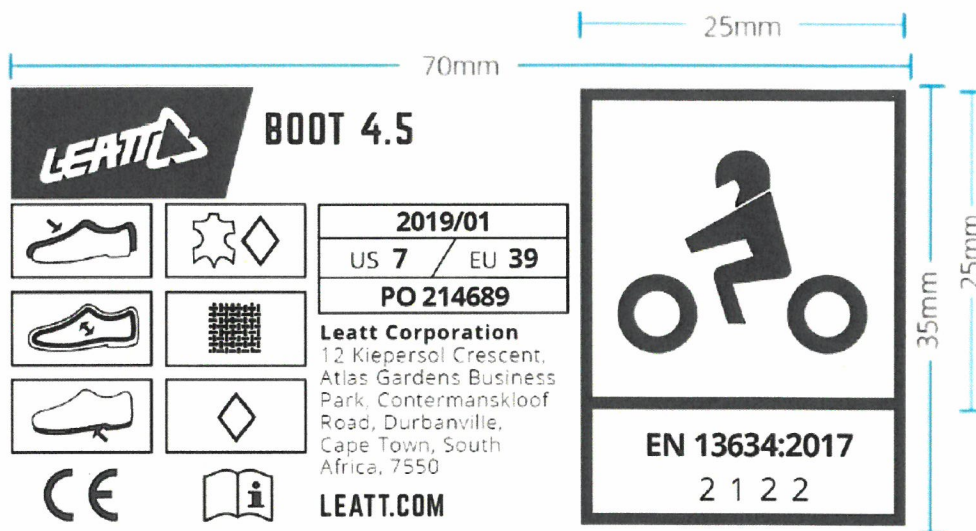 25mm
70mm
LEATT
BOOT 4.5
2019/01
US 7 / EU 39
PO 214689
Leatt Corporation
12 Kiepersol Crescent,
Atlas Gardens Business
Park, Contermanskloof
Road, Durbanville,
Cape Town, South
Africa, 7550
LEATT.COM
CE
i
EN 13634:2017
2 1 2 2
35mm
25mm